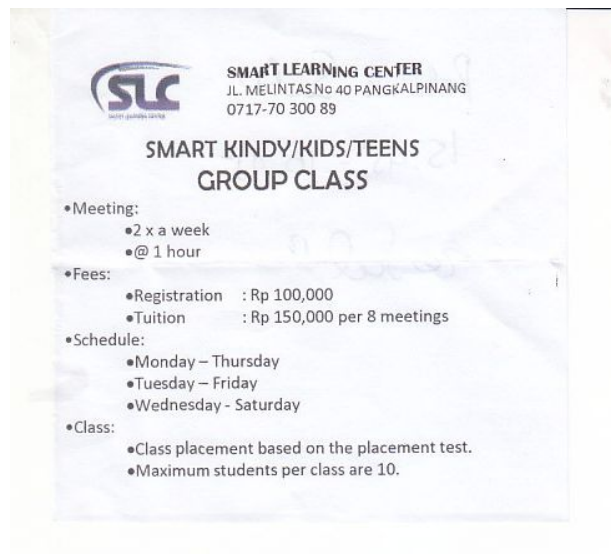 SLC
SMART LEARNING CENTER
JL. MELINTAS.No 40 PANGKALPINANG
0717-70 300 89
SMART KINDY/KIDS/TEENS
GROUP CLASS
•Meeting:
•2 x a week
•@ 1 hour
•Fees:
•Registration : Rp 100,000
•Tuition : Rp 150,000 per 8 meetings
•Schedule:
•Monday – Thursday
•Tuesday – Friday
•Wednesday - Saturday
•Class:
•Class placement based on the placement test.
•Maximum students per class are 10.